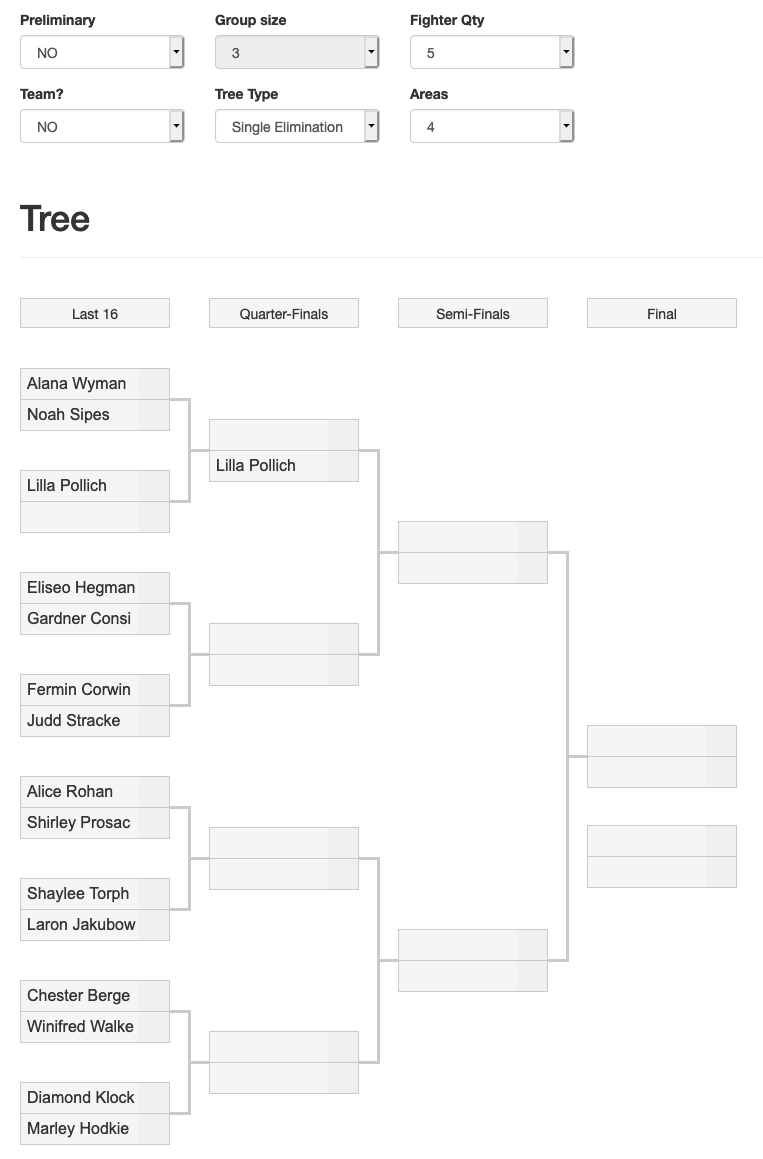 Preliminary Group size Fighter Qty
NO 3 5
Team? Tree Type Areas
NO Single Elimination 4
Tree
Last 16 Quarter-Finals Semi-Finals Final
Alana Wyman
Noah Sipes
Lilla Pollich
Lilla Pollich
Eliseo Hegman
Gardner Consi
Fermin Corwin
Judd Stracke
Alice Rohan
Shirley Prosac
Shaylee Torph
Laron Jakubow
Chester Berge
Winifred Walke
Diamond Klock
Marley Hodkie